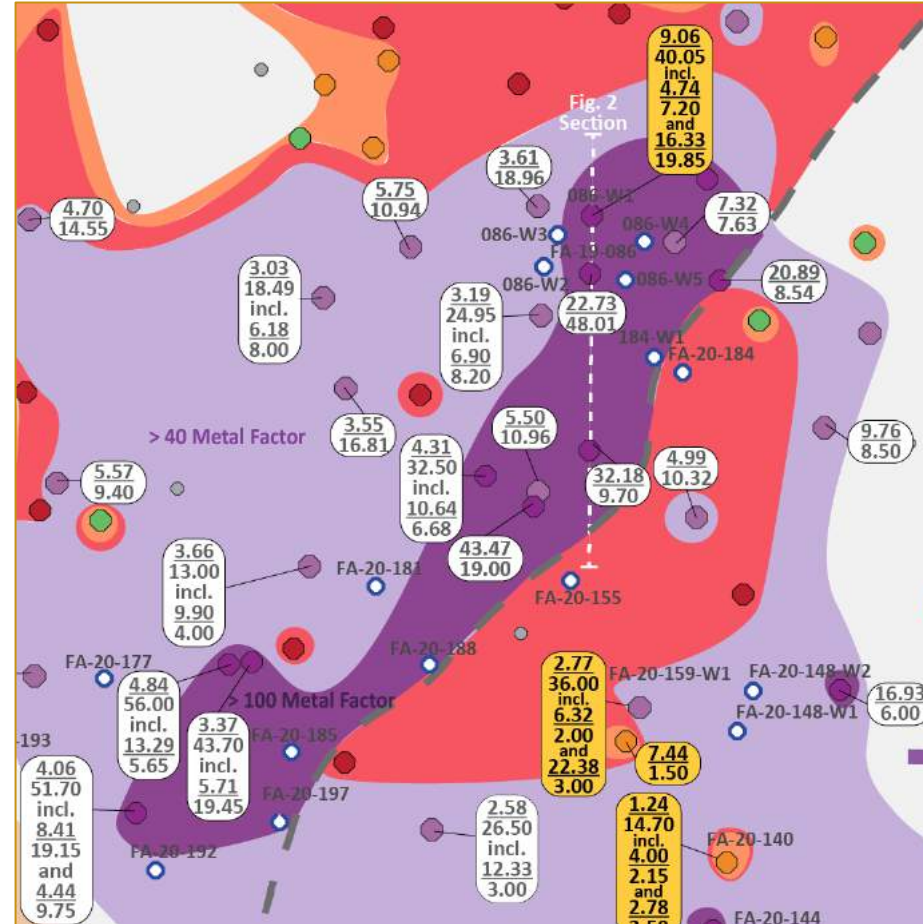 9.06
40.05
incl.
4.74
7.20
and
16.33
19.85
Fig. 2
Section
3.61
18.96
5.75
10.94
4.70
14.55
086-W1
086-W3
086-W4
7.32
7.63
FA-19-086
086-W2
086-W5
20.89
8.54
3.03
18.49
incl.
6.18
8.00
3.19
24.95
incl.
6.90
8.20
22.73
48.01
184-W1
FA-20-184
3.55
16.81
> 40 Metal Factor
5.50
10.96
9.76
8.50
4.31
32.50
incl.
10.64
6.68
32.18
9.70
4.99
10.32
5.57
9.40
43.47
19.00
3.66
13.00
incl.
9.90
4.00
FA-20-181
FA-20-155
FA-20-177
FA-20-188
2.77
36.00
incl.
6.32
2.00
and
22.38
3.00
FA-20-159-W1
FA-20-148-W2
16.93
6.00
FA-20-148-W1
4.84
56.00
incl.
13.29
5.65
> 100 Metal Factor
3.37
43.70
incl.
5.71
19.45
FA-20-185
7.44
1.50
-193
4.06
51.70
incl.
8.41
19.15
and
4.44
9.75
FA-20-197
FA-20-192
2.58
26.50
incl.
12.33
3.00
1.24
14.70
incl.
4.00
2.15
and
2.78
FA-20-140
FA-20-144